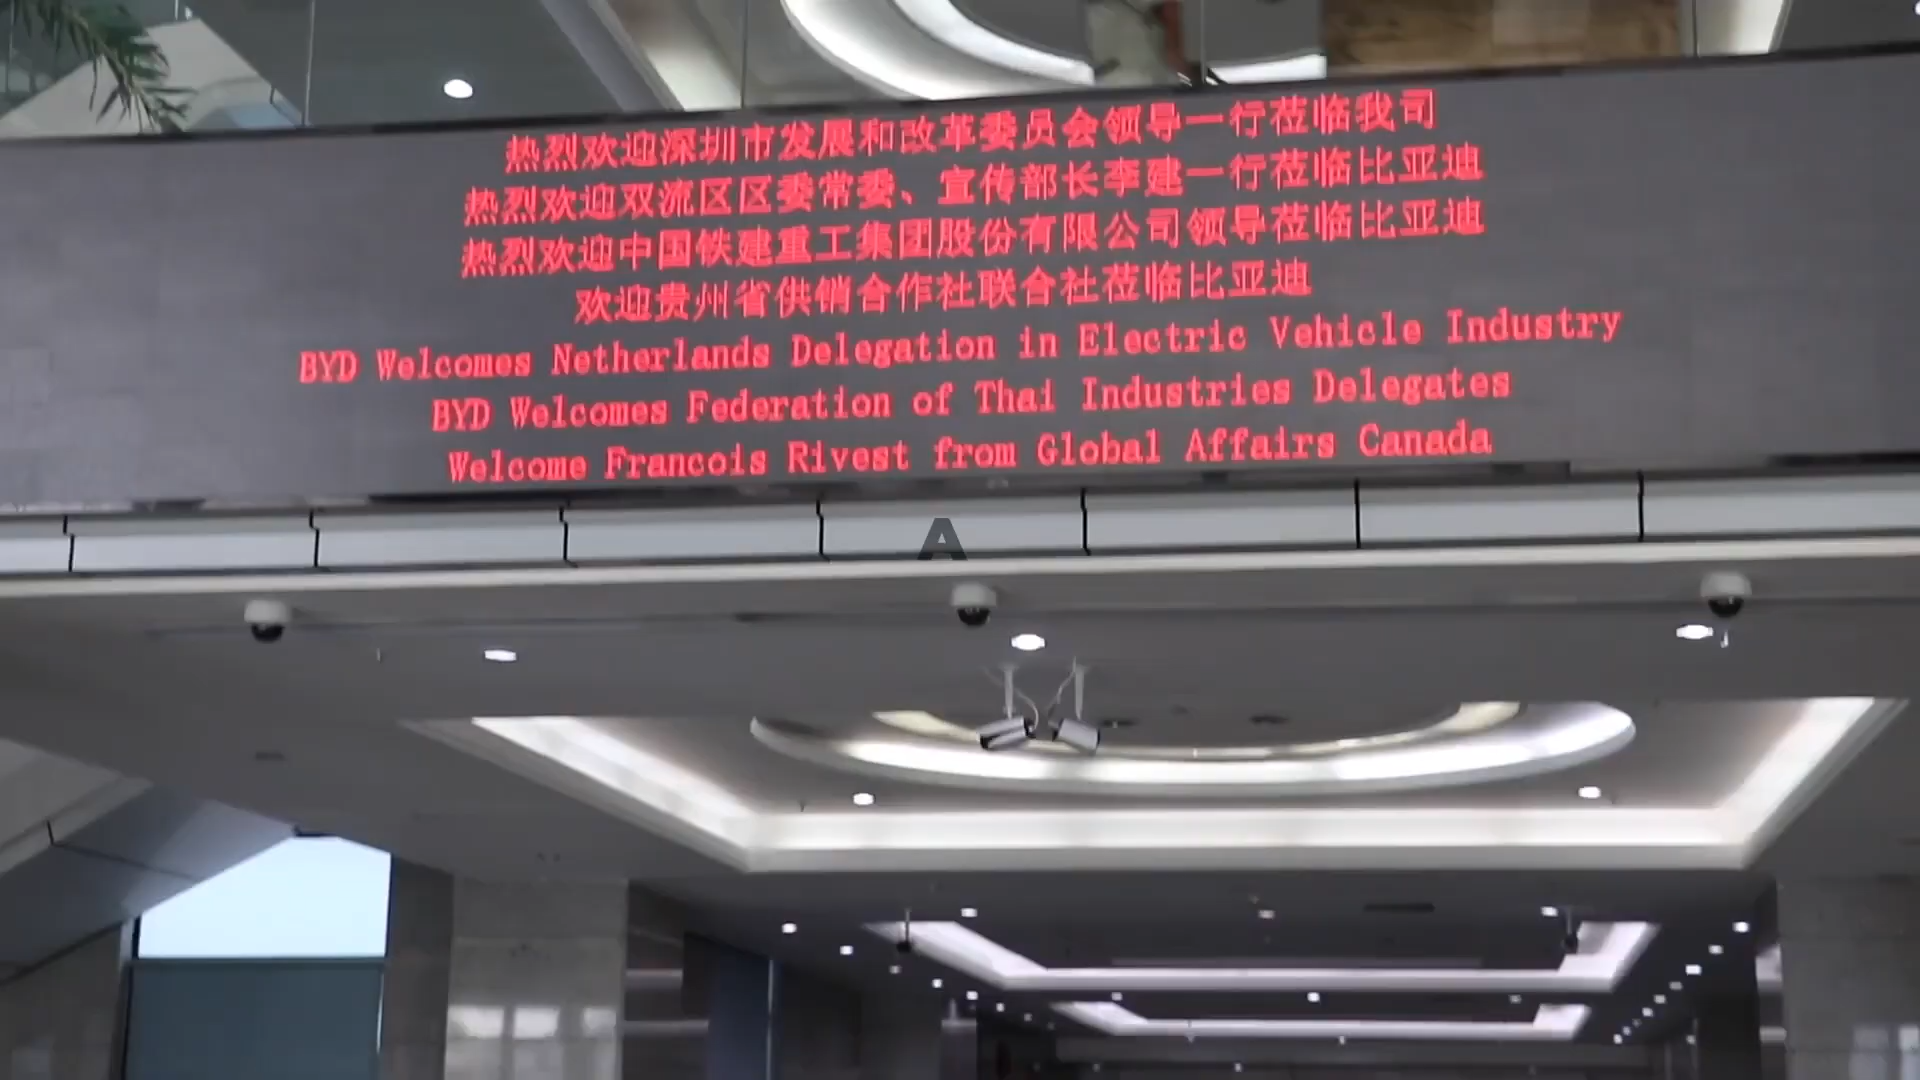 热烈欢迎深圳市发展和改革委员会领导一行莅临我司
热烈欢迎双流区区委常委、宣传部长李建一行莅临比亚迪
热烈欢迎中国铁建重工集团股份有限公司领导莅临比亚迪
欢迎贵州省供销合作社联合社莅临比亚迪
BYD Welcomes Netherlands Delegation in Electric Vehicle Industry
BYD Welcomes Federation of Thai Industries Delegates
Welcome Francois Rivest from Global Affairs Canada
A